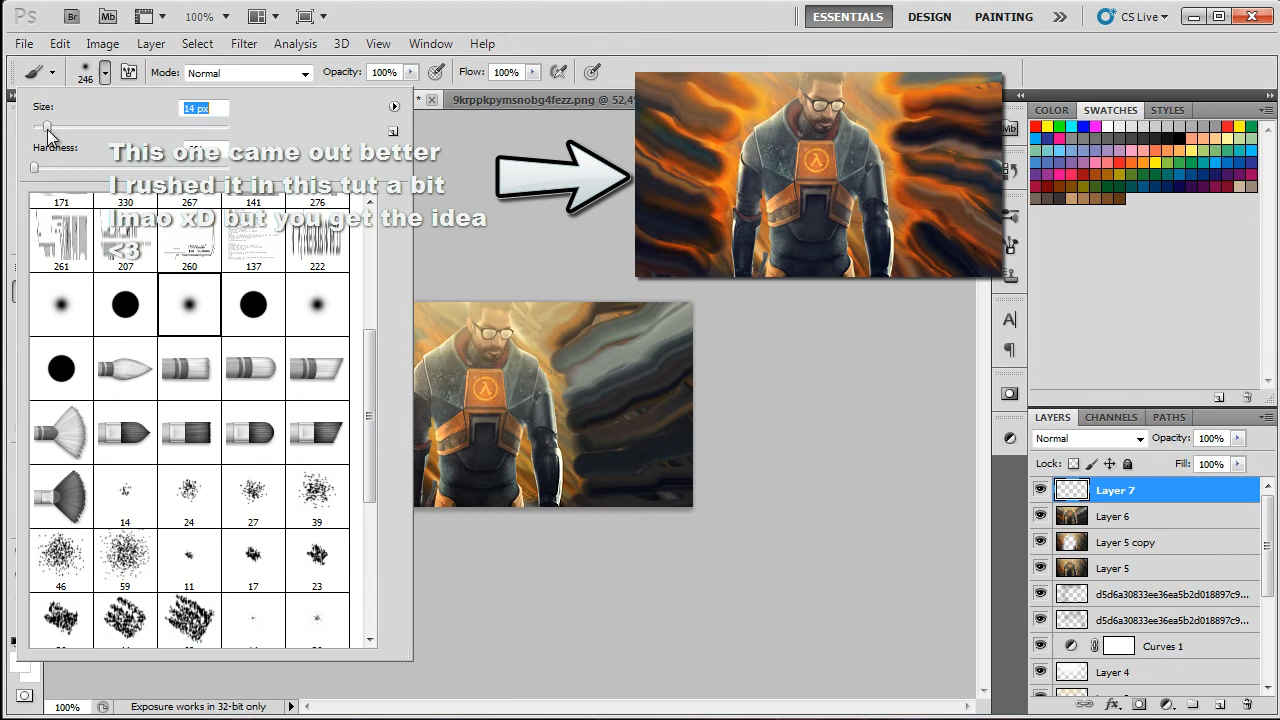 Ps
Br
Mb
100%
ESSENTIALS
DESIGN
PAINTING
CS Live
File Edit Image Layer Select Filter Analysis 3D View Window Help
246
Mode: Normal
Opacity: 100%
Flow: 100%
Size: 14 px
Hardness:
9krppkpymsnobg4fezz.png @ 52,4
This one came out better
I rushed it in this tut a bit
lmao xD but you get the idea
<3
171 330 267 141 276
261 207 260 137 222
14 24 27 39
46 59 11 17 23
COLOR SWATCHES STYLES
Mb
LAYERS CHANNELS PATHS
Normal Opacity: 100%
Lock: Fill: 100%
Layer 7
Layer 6
Layer 5 copy
Layer 5
d5d6a30833ee36ea5b2d018897c9...
d5d6a30833ee36ea5b2d018897c9...
Curves 1
Layer 4
100% Exposure works in 32-bit only